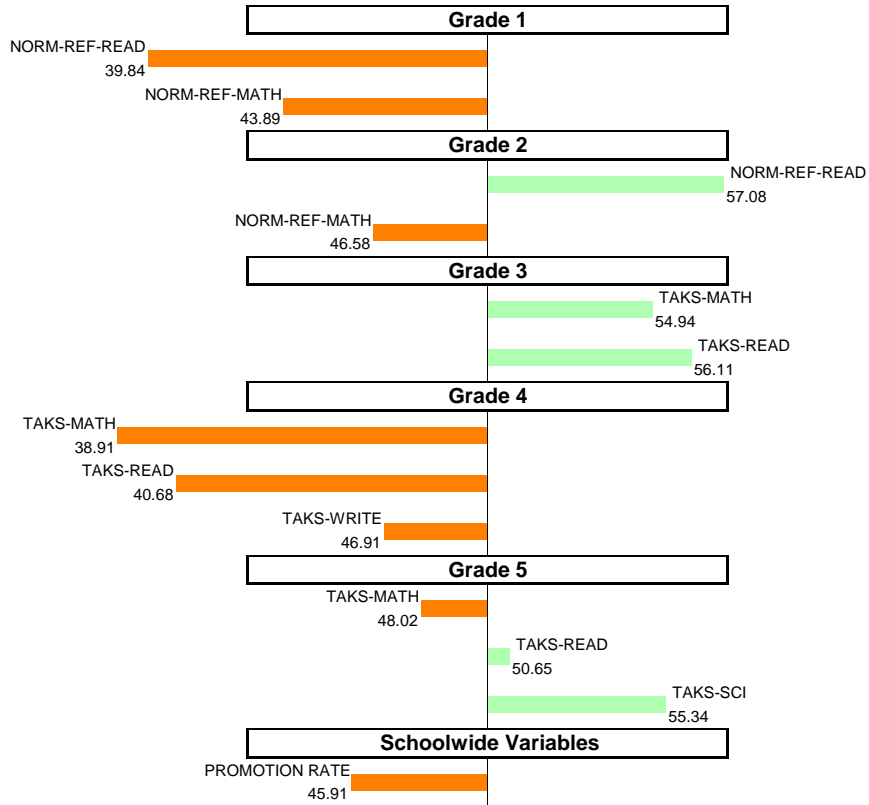 Grade 1
NORM-REF-READ
39.84
NORM-REF-MATH
43.89
Grade 2
NORM-REF-READ
57.08
NORM-REF-MATH
46.58
Grade 3
TAKS-MATH
54.94
TAKS-READ
56.11
Grade 4
TAKS-MATH
38.91
TAKS-READ
40.68
TAKS-WRITE
46.91
Grade 5
TAKS-MATH
48.02
TAKS-READ
50.65
TAKS-SCI
55.34
Schoolwide Variables
PROMOTION RATE
45.91